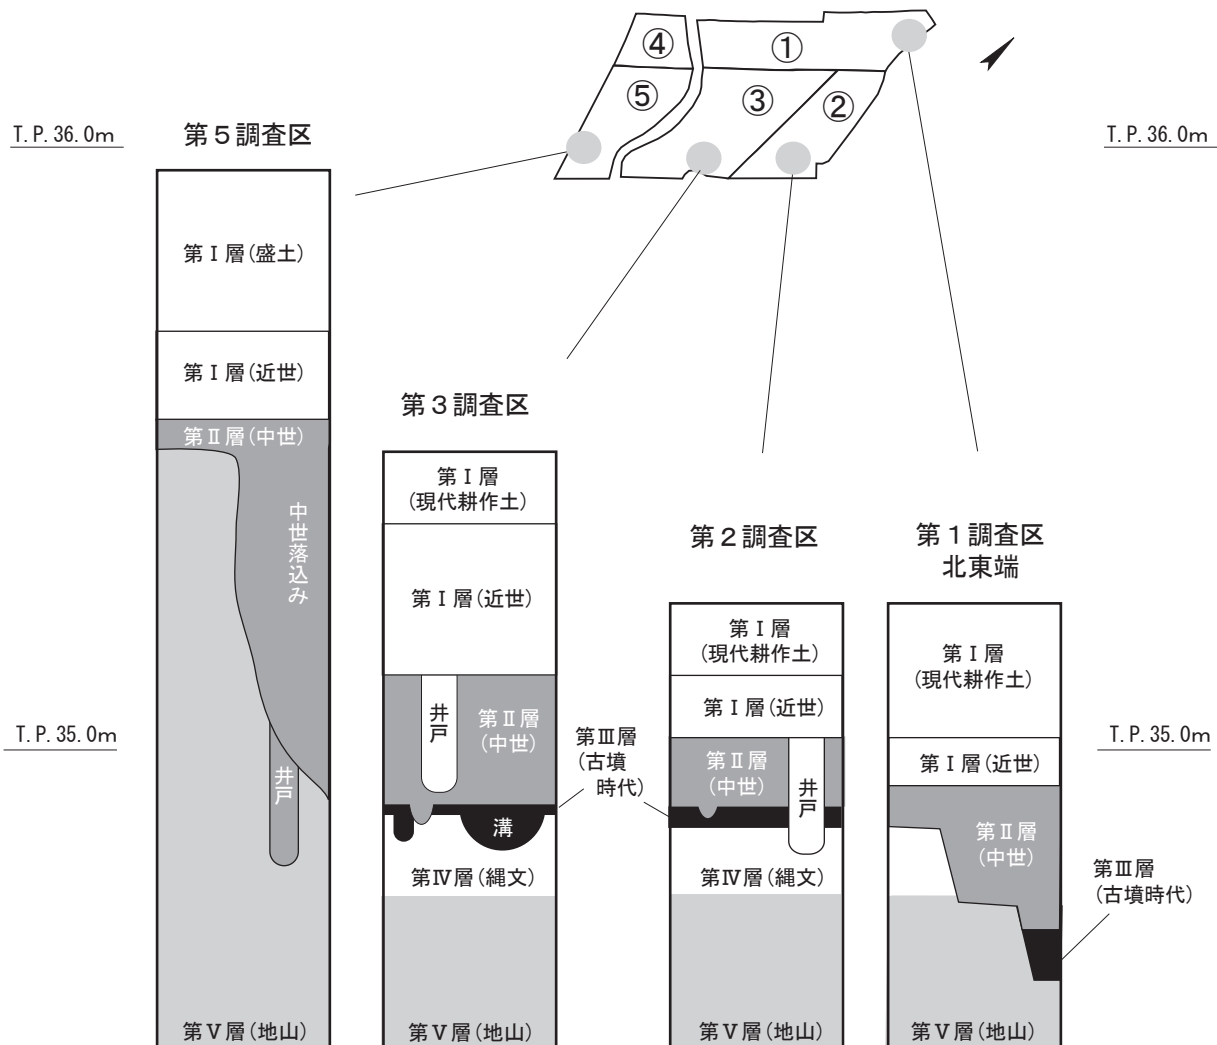 ④
①
⑤
③
②
T.P.36.0m
T.P.36.0m
第5調査区
第Ⅰ層(盛土)
第Ⅰ層(近世)
第Ⅱ層(中世)
中世落込み
井戸
第Ⅴ層(地山)
T.P.35.0m
第3調査区
第Ⅰ層
(現代耕作土)
第Ⅰ層(近世)
井戸
第Ⅱ層
(中世)
溝
第Ⅳ層(縄文)
第Ⅴ層(地山)
第Ⅲ層
(古墳
時代)
第2調査区
第Ⅰ層
(現代耕作土)
第Ⅰ層(近世)
第Ⅱ層
(中世)
井戸
第Ⅳ層(縄文)
第Ⅴ層(地山)
第1調査区
北東端
第Ⅰ層
(現代耕作土)
第Ⅰ層(近世)
第Ⅱ層
(中世)
第Ⅴ層(地山)
T.P.35.0m
第Ⅲ層
(古墳時代)